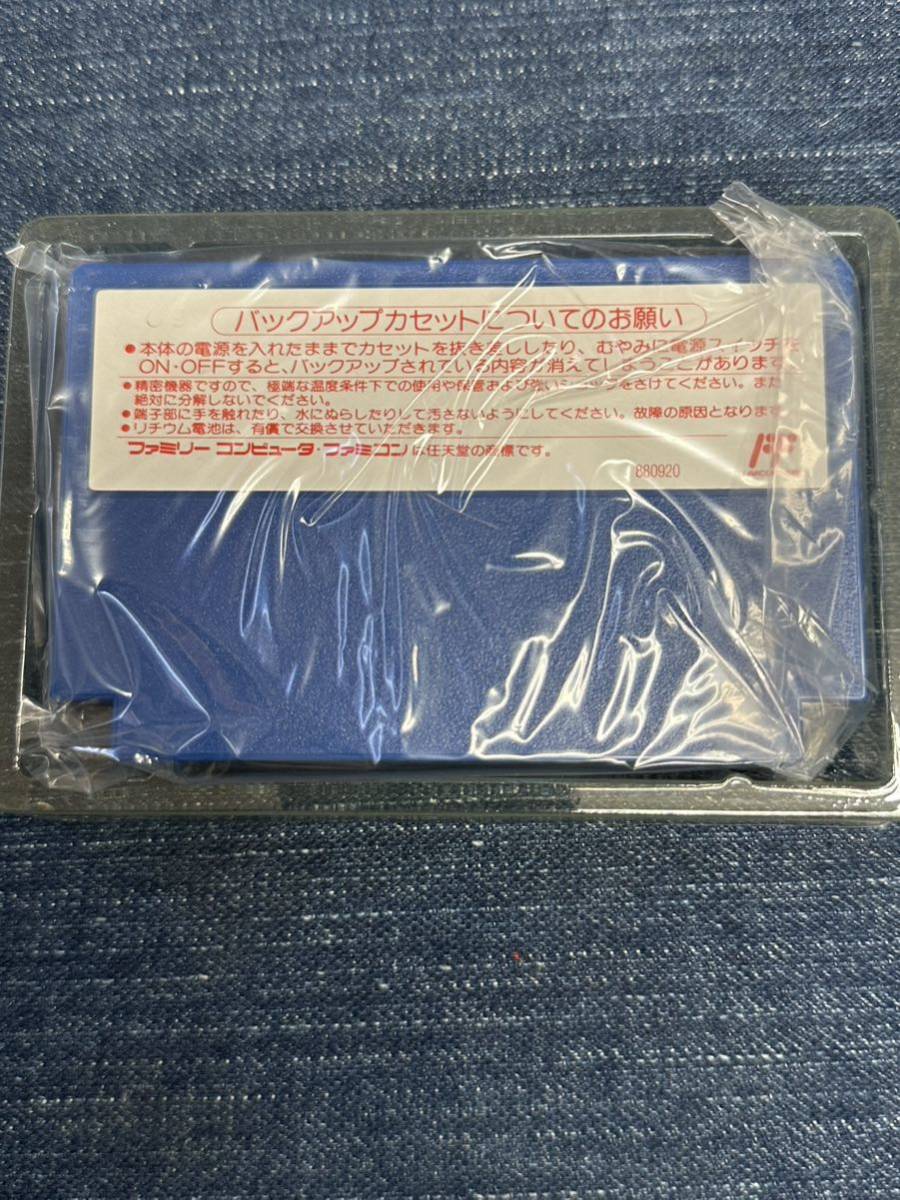 バックアップカセットについてのお願い
●本体の電源を入れたままでカセットを抜き差ししたり、むやみに電源スイッチを
ON・OFFすると、バックアップされている内容が消えてしまうことがあります。
●精密機器ですので、極端な温度条件下での使用や保管および強いショックをさけてください。また
絶対に分解しないでください。
●端子部に手を触れたり、水にぬらしたりして汚さないようにしてください。故障の原因となります。
●リチウム電池は、有償で交換させていただきます。
ファミリーコンピュータ・ファミコンは任天堂の商標です。
880920